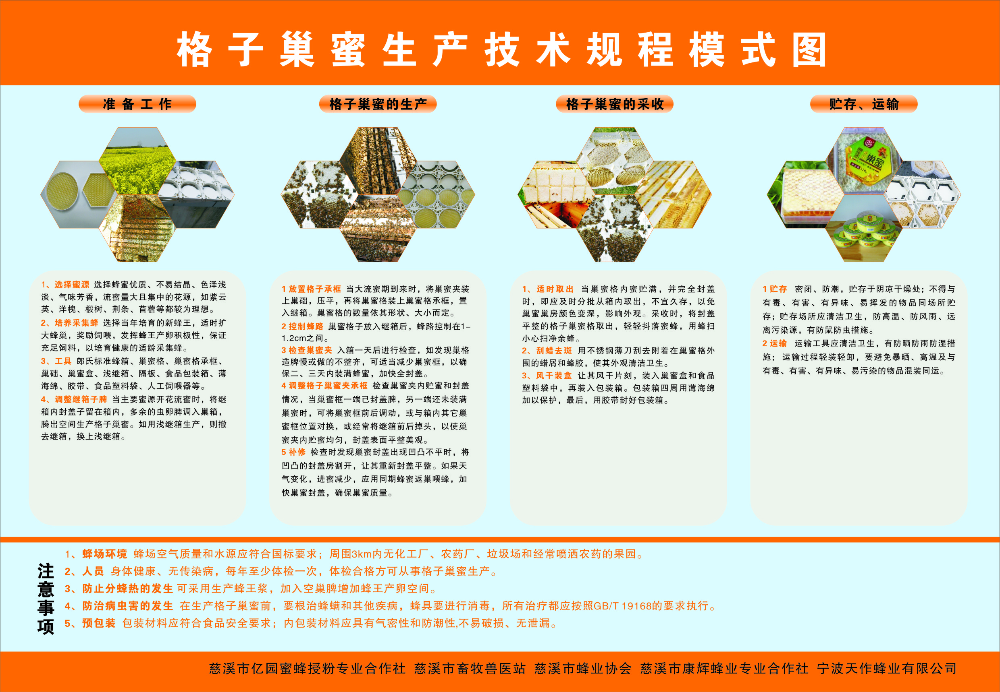 格子巢蜜生产技术规程模式图
准备工作
1、选择蜜源 选择蜂蜜优质、不易结晶、色泽浅
淡、气味芳香，流蜜量大且集中的花源，如紫云
英、洋槐、椴树、荆条、苜蓿等都较为理想。
2、培养采集蜂 选择当年培育的新蜂王，适时扩
大蜂巢，奖励饲喂，发挥蜂王产卵积极性，保证
充足饲料，以培育健康的适龄采集蜂。
3、工具 郎氏标准蜂箱、巢蜜格、巢蜜格承框、
巢础、巢蜜盒、浅继箱、隔板、食品包装箱、薄
海绵、胶带、食品塑料袋、人工饲喂器等。
4、调整继箱子脾 当主要蜜源开花流蜜时，将继
箱内封盖子留在箱内，多余的虫卵脾调入巢箱，
腾出空间生产格子巢蜜。如用浅继箱生产，则撤
去继箱，换上浅继箱。
格子巢蜜的生产
1 放置格子承框 当大流蜜期到来时，将巢蜜夹装
上巢础，压平，再将巢蜜格装上巢蜜格承框，置
入继箱。巢蜜格的数量依其形状、大小而定。
2 控制蜂路 巢蜜格子放入继箱后，蜂路控制在1-
1.2cm之间。
3 检查巢蜜夹 入箱一天后进行检查，如发现巢格
造脾慢或做的不整齐，可适当减少巢蜜框，以确
保二、三天内装满蜂蜜，加快全封盖。
4 调整格子巢蜜夹承框 检查巢蜜夹内贮蜜和封盖
情况，当巢蜜框一端已封盖脾，另一端还未装满
巢蜜时，可将巢蜜框前后调动，或与箱内其它巢
蜜框位置对换，或经常将继箱前后掉头，以使巢
蜜夹内贮蜜均匀，封盖表面平整美观。
5 补修 检查时发现巢蜜封盖出现凹凸不平时，将
凹凸的封盖房割开，让其重新封盖平整。如果天
气变化，进蜜减少，应用同期蜂蜜返巢喂蜂，加
快巢蜜封盖，确保巢蜜质量。
格子巢蜜的采收
1、适时取出 当巢蜜格内蜜贮满，并完全封盖
时，即应及时分批从箱内取出，不宜久存，以免
巢蜜巢房颜色变深，影响外观。采收时，将封盖
平整的格子巢蜜格取出，轻轻抖落蜜蜂，用蜂扫
小心扫净余蜂。
2、刮蜡去斑 用不锈钢薄刀刮去附着在巢蜜格外
围的蜡屑和蜂胶，使其外观清洁卫生。
3、风干装盒 让其风干片刻，装入巢蜜盒和食品
塑料袋中，再装入包装箱。包装箱四周用薄海绵
加以保护，最后，用胶带封好包装箱。
贮存、运输
巢蜜
1 贮存 密闭、防潮，贮存于阴凉干燥处；不得与
有毒、有害、有异味、易挥发的物品同场所贮
存；贮存场所应清洁卫生，防高温、防风雨、远
离污染源，有防鼠防虫措施。
2 运输 运输工具应清洁卫生，有防晒防雨防湿措
施； 运输过程轻装轻卸，要避免暴晒、高温及与
有毒、有害、有异味、易污染的物品混装同运。
注意事项
1、蜂场环境 蜂场空气质量和水源应符合国标要求；周围3km内无化工厂、农药厂、垃圾场和经常喷洒农药的果园。
2、人员 身体健康、无传染病，每年至少体检一次，体检合格方可从事格子巢蜜生产。
3、防止分蜂热的发生 可采用生产蜂王浆，加入空巢脾增加蜂王产卵空间。
4、防治病虫害的发生 在生产格子巢蜜前，要根治蜂螨和其他疾病，蜂具要进行消毒，所有治疗都应按照GB/T 19168的要求执行。
5、预包装 包装材料应符合食品安全要求；内包装材料应具有气密性和防潮性,不易破损、无泄漏。
慈溪市亿园蜜蜂授粉专业合作社 慈溪市畜牧兽医站 慈溪市蜂业协会 慈溪市康辉蜂业专业合作社 宁波天作蜂业有限公司